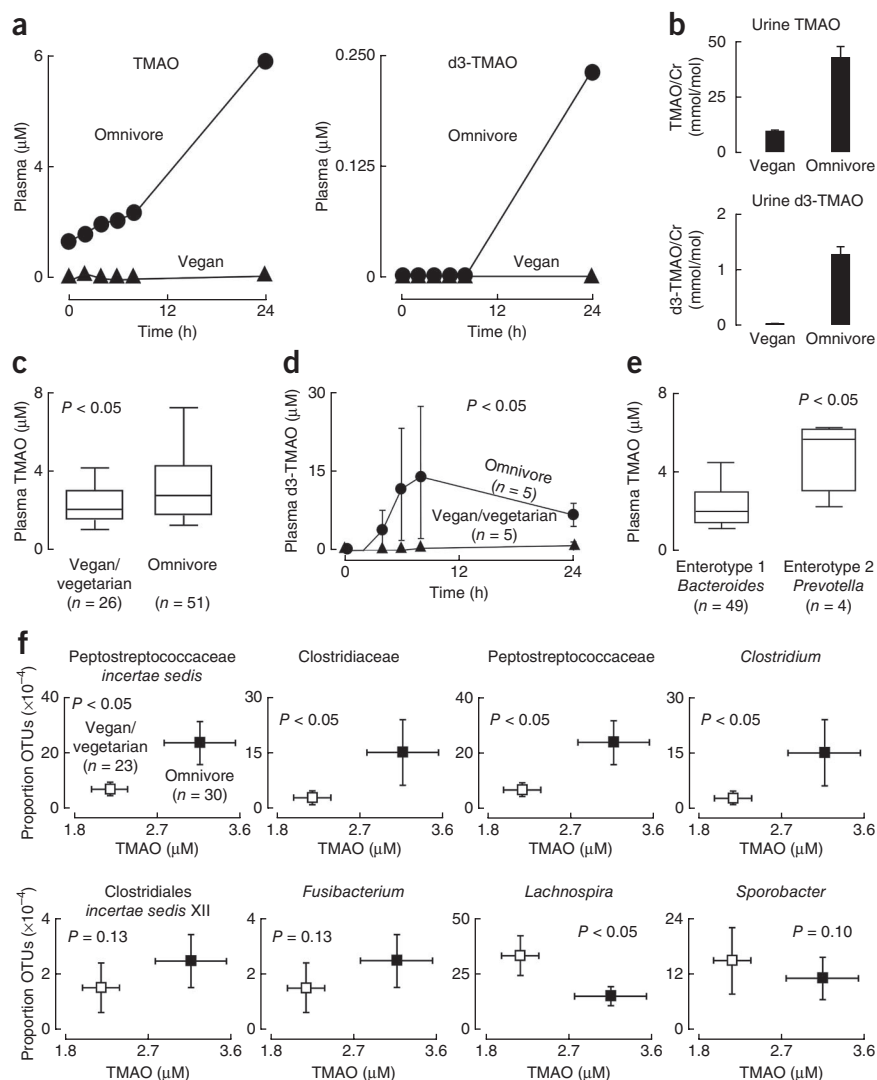 a
TMAO
Plasma (μM)
6
4
2
0
Omnivore
Vegan
0
12
24
Time (h)
d3-TMAO
Plasma (μM)
0.250
0.125
0
Omnivore
Vegan
0
12
24
Time (h)
b
Urine TMAO
TMAO/Cr
(mmol/mol)
50
25
0
Vegan
Omnivore
Urine d3-TMAO
d3-TMAO/Cr
(mmol/mol)
2
1
0
Vegan
Omnivore
c
Plasma TMAO (μM)
8
4
0
P < 0.05
Vegan/
vegetarian
(n = 26)
Omnivore
(n = 51)
d
Plasma d3-TMAO (μM)
30
15
0
P < 0.05
Omnivore
(n = 5)
Vegan/vegetarian
(n = 5)
0
12
24
Time (h)
e
Plasma TMAO (μM)
8
4
0
P < 0.05
Enterotype 1
Bacteroides
(n = 49)
Enterotype 2
Prevotella
(n = 4)
f
Proportion OTUs (×10⁻⁴)
Peptostreptococcaceae
incertae sedis
40
20
0
P < 0.05
Vegan/
vegetarian
(n = 23)
Omnivore
(n = 30)
1.8
2.7
3.6
TMAO (μM)
Clostridiaceae
30
15
0
P < 0.05
1.8
2.7
3.6
TMAO (μM)
Peptostreptococcaceae
40
20
0
P < 0.05
1.8
2.7
3.6
TMAO (μM)
Clostridium
30
15
0
P < 0.05
1.8
2.7
3.6
TMAO (μM)
Proportion OTUs (×10⁻⁴)
Clostridiales
incertae sedis XII
4
2
0
P = 0.13
1.8
2.7
3.6
TMAO (μM)
Fusibacterium
4
2
0
P = 0.13
1.8
2.7
3.6
TMAO (μM)
Lachnospira
50
25
0
P < 0.05
1.8
2.7
3.6
TMAO (μM)
Sporobacter
24
12
0
P = 0.10
1.8
2.7
3.6
TMAO (μM)